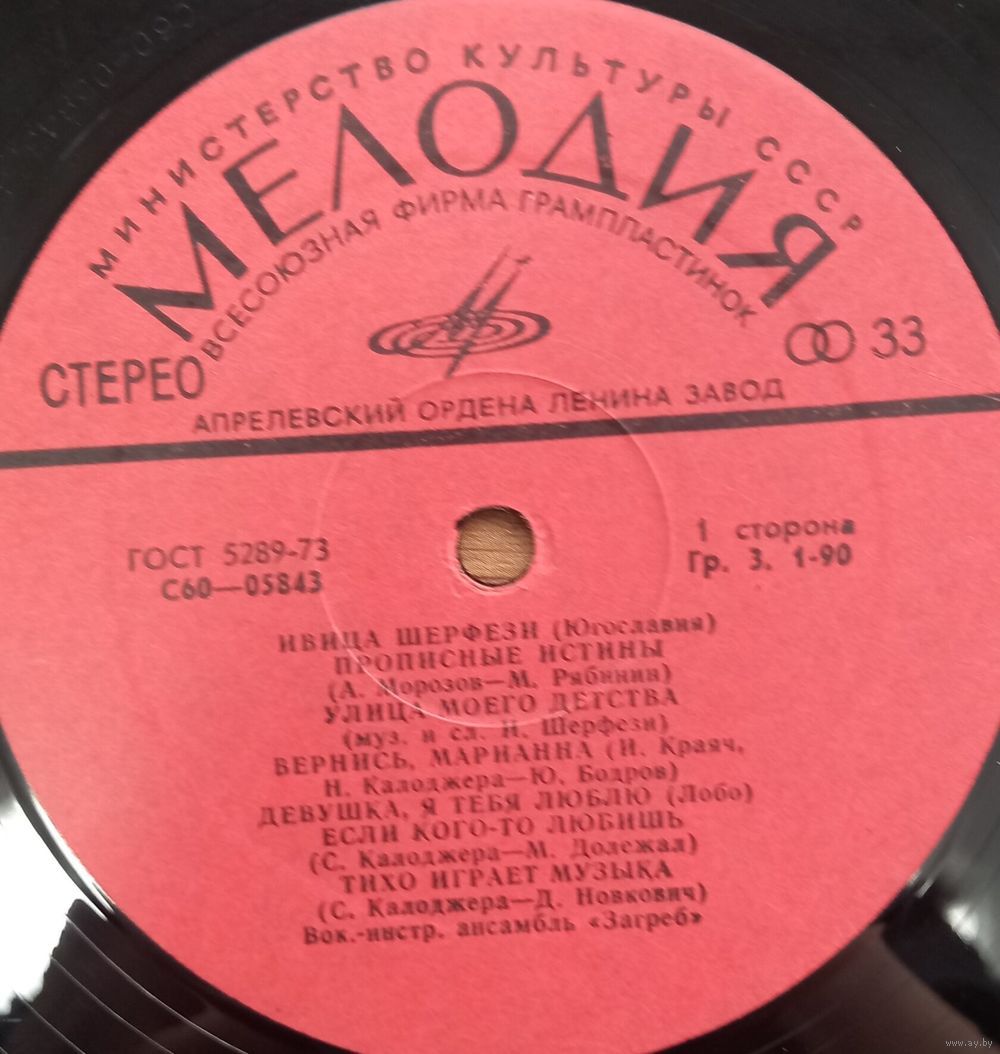 МИНИСТЕРСТВО КУЛЬТУРЫ СССР
МЕЛОДИЯ
ВСЕСОЮЗНАЯ ФИРМА ГРАМПЛАСТИНОК
СТЕРЕО
33
АПРЕЛЕВСКИЙ ОРДЕНА ЛЕНИНА ЗАВОД
ГОСТ 5289-73
С60—05843
1 сторона
Гр. 3. 1-90
ИВИЦА ШЕРФЕЗИ (Югославия)
ПРОПИСНЫЕ ИСТИНЫ
(А. Морозов—М. Рябинин)
УЛИЦА МОЕГО ДЕТСТВА
(муз. и сл. И. Шерфези)
ВЕРНИСЬ, МАРИАННА (И. Краяч,
Н. Калоджера—Ю. Бодров)
ДЕВУШКА, Я ТЕБЯ ЛЮБЛЮ (Лобо)
ЕСЛИ КОГО-ТО ЛЮБИШЬ
(С. Калоджера—М. Долежал)
ТИХО ИГРАЕТ МУЗЫКА
(С. Калоджера—Д. Новкович)
Вок.-инстр. ансамбль «Загреб»
www.ay.by